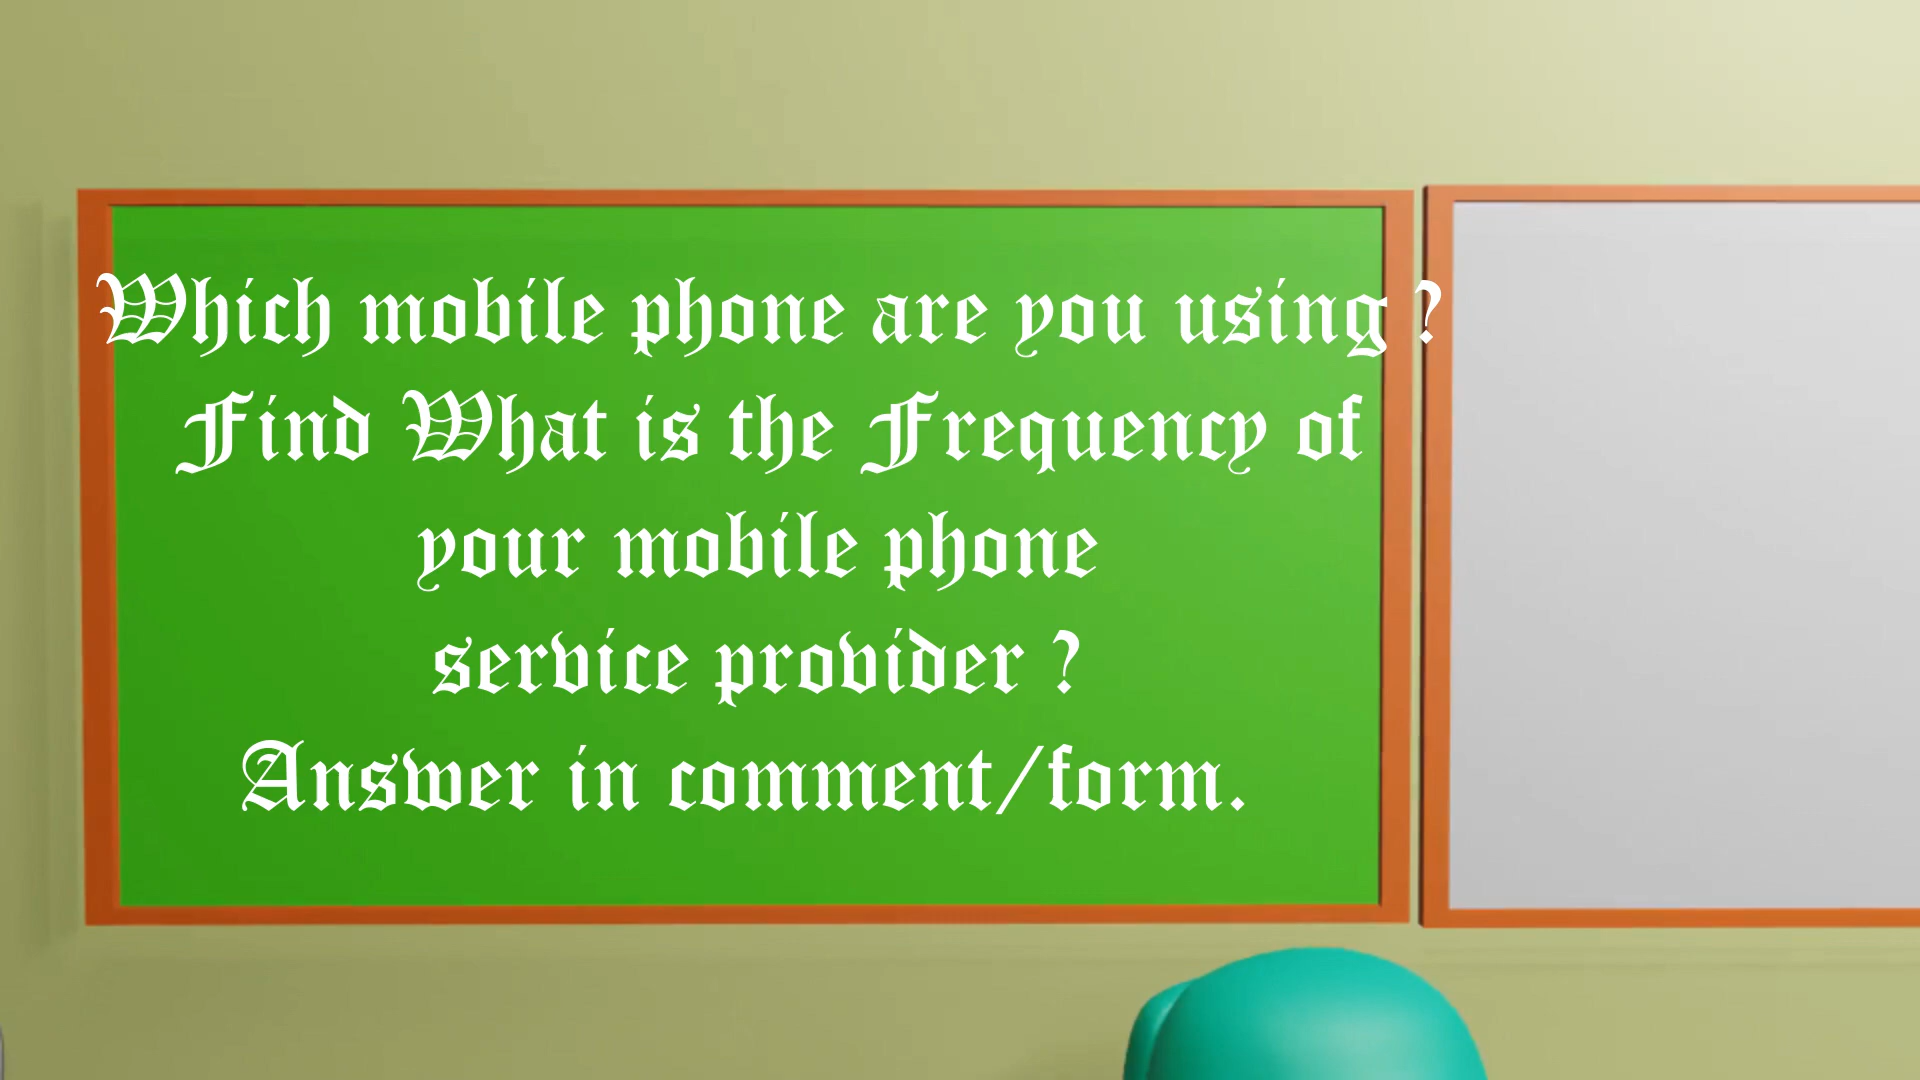 Which mobile phone are you using ?
Find What is the Frequency of
your mobile phone
service provider ?
Answer in comment/form.